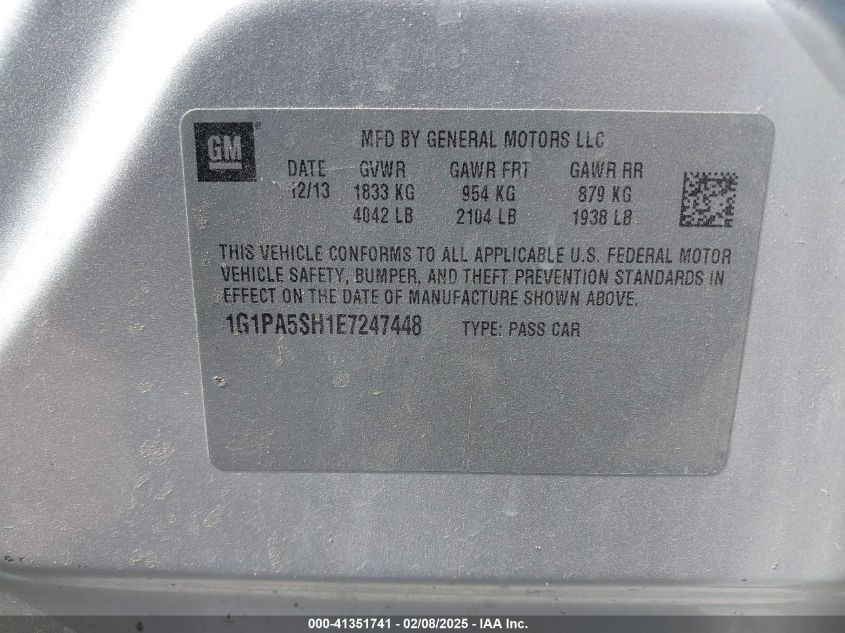 GM®
MFD BY GENERAL MOTORS LLC
DATE GVWR GAWR FRT GAWR RR
12/13 1833 KG 954 KG 879 KG
4042 LB 2104 LB 1938 LB
THIS VEHICLE CONFORMS TO ALL APPLICABLE U.S. FEDERAL MOTOR
VEHICLE SAFETY, BUMPER, AND THEFT PREVENTION STANDARDS IN
EFFECT ON THE DATE OF MANUFACTURE SHOWN ABOVE.
1G1PA5SH1E7247448 TYPE: PASS CAR
000-41351741 - 02/08/2025 - IAA Inc.